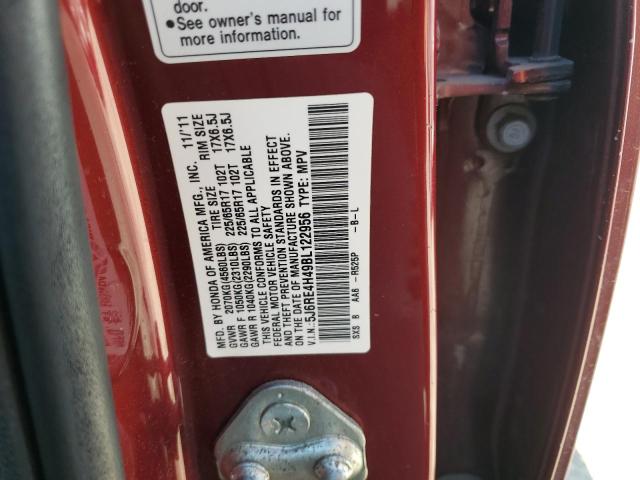 door.
•See owner's manual for
more information.
MFD. BY HONDA OF AMERICA MFG., INC. 11/'11
TIRE SIZE RIM SIZE
GVWR 2070KG(4560LBS) 225/65R17 102T 17X6.5J
GAWR F 1050KG(2310LBS) 225/65R17 102T 17X6.5J
GAWR R 1040KG(2290LBS)
THIS VEHICLE CONFORMS TO ALL APPLICABLE
FEDERAL MOTOR VEHICLE SAFETY
AND THEFT PREVENTION STANDARDS IN EFFECT
ON THE DATE OF MANUFACTURE SHOWN ABOVE.
V.I.N.: 5J6RE4H49BL122956 TYPE: MPV
SXS B AA6 -R525P -B-L